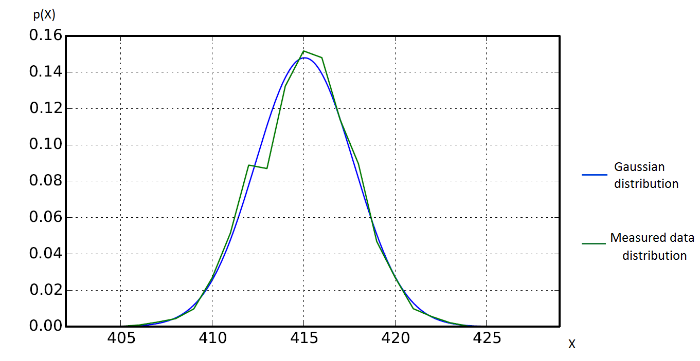 p(X)
0.16
0.14
0.12
0.10
0.08
0.06
0.04
0.02
0.00
405
410
415
420
425
X
Gaussian
distribution
Measured data
distribution